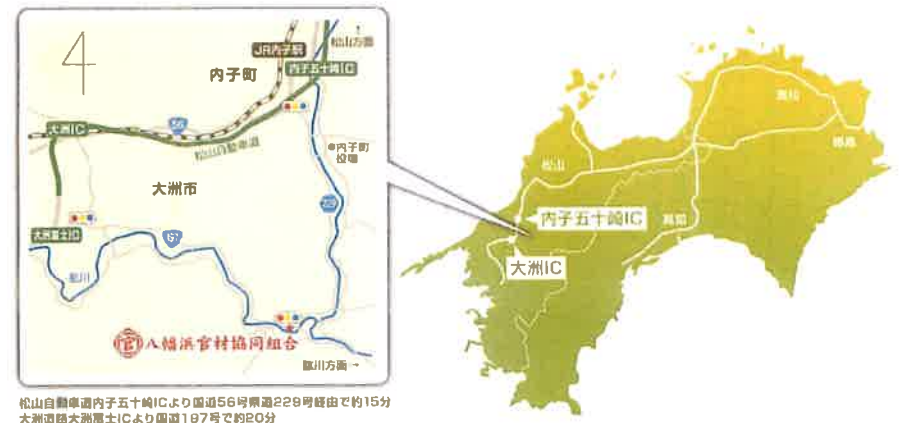 4
松山方面
JR内子駅
内子五十崎IC
内子町
大洲IC
56
松山自動車道
内子町
役場
大洲市
229
大洲冨士IC
肱川
八幡浜官材協同組合
肱川方面→
松山自動車道内子五十崎ICより国道56号県道229号経由で約15分
大洲道路大洲冨士ICより国道197号で約20分
高松
徳島
松山
高知
内子五十崎IC
大洲IC